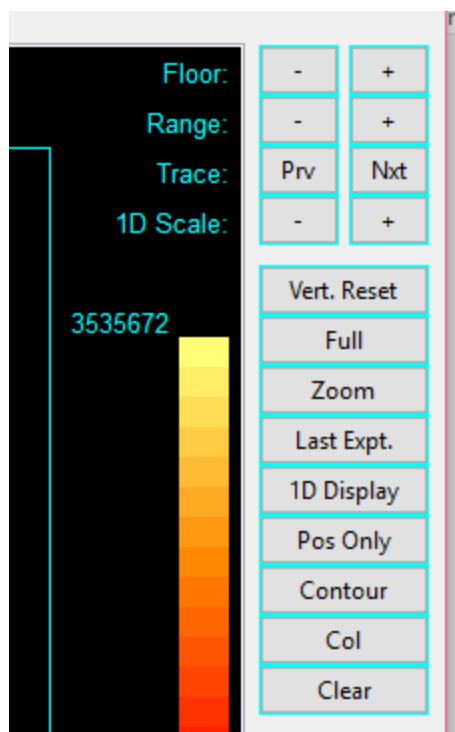 Floor: - +
Range: - +
Trace: Prv Nxt
1D Scale: - +
Vert. Reset
3535672
Full
Zoom
Last Expt.
1D Display
Pos Only
Contour
Col
Clear